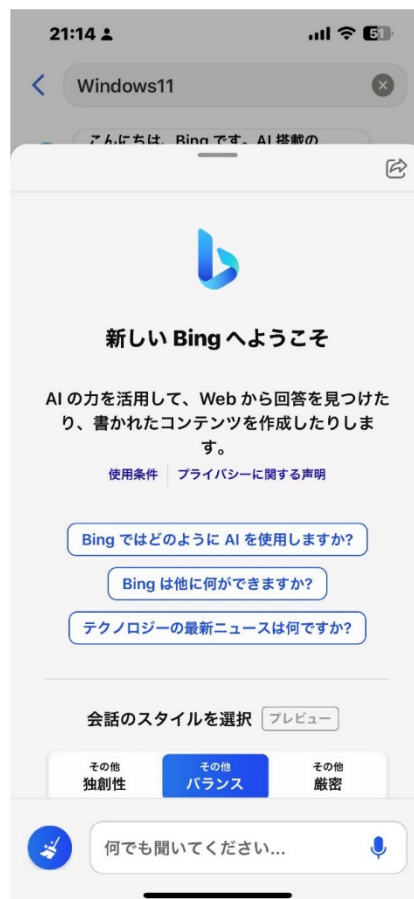 21:14
51
Windows11
こんにちは、Bing です。AI 搭載の
新しい Bing へようこそ
AI の力を活用して、Web から回答を見つけた
り、書かれたコンテンツを作成したりしま
す。
使用条件 プライバシーに関する声明
Bing ではどのように AI を使用しますか?
Bing は他に何ができますか?
テクノロジーの最新ニュースは何ですか?
会話のスタイルを選択 プレビュー
その他 その他 その他
独創性 バランス 厳密
何でも聞いてください...